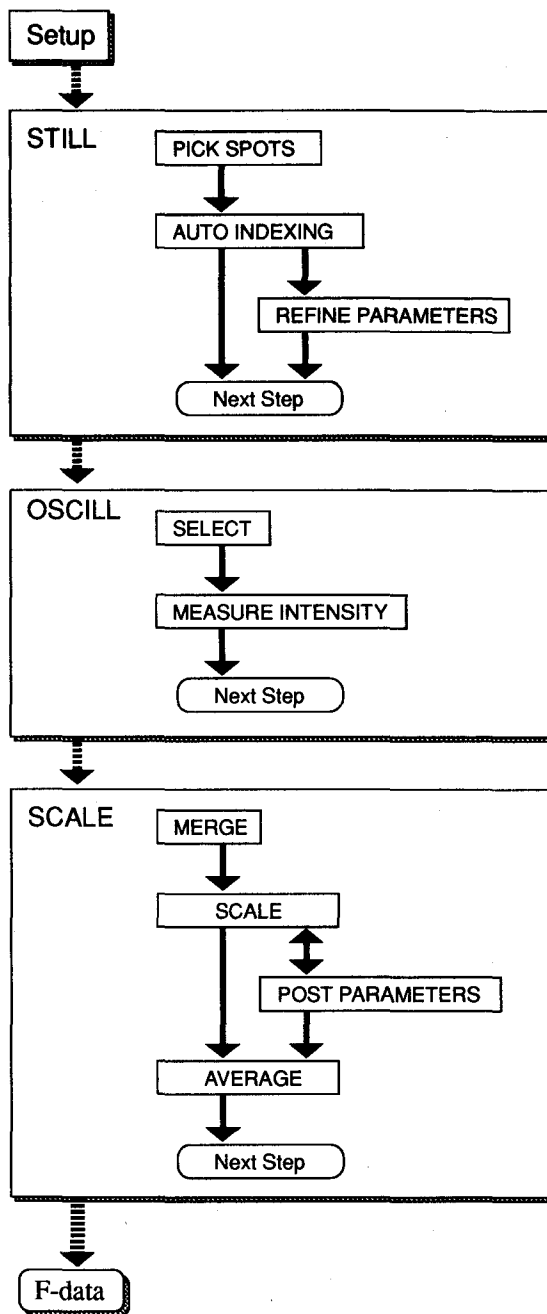 Setup
STILL
PICK SPOTS
AUTO INDEXING
REFINE PARAMETERS
Next Step
OSCILL
SELECT
MEASURE INTENSITY
Next Step
SCALE
MERGE
SCALE
POST PARAMETERS
AVERAGE
Next Step
F-data